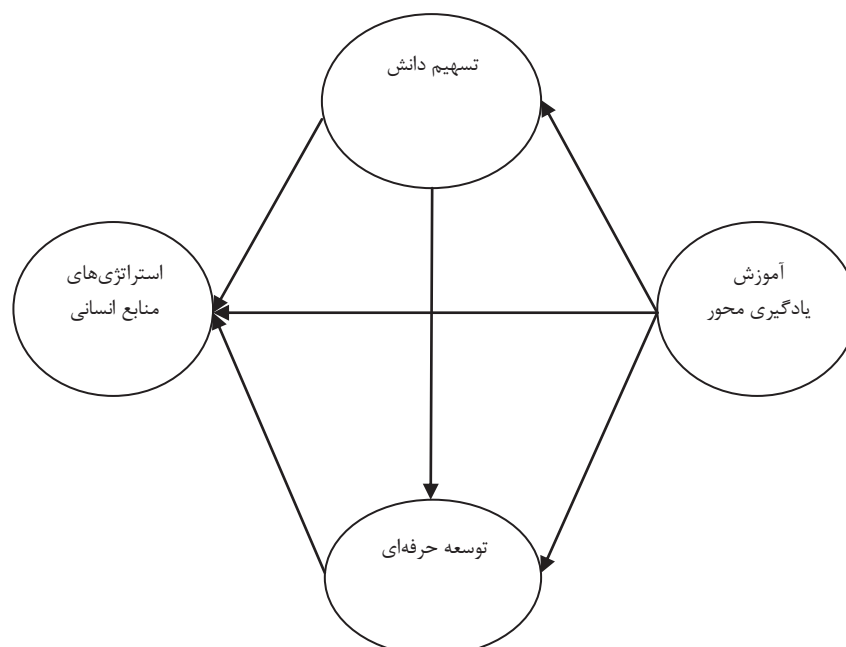 تسهیم دانش
آموزش
یادگیری محور
استراتژی‌های
منابع انسانی
توسعه حرفه‌ای